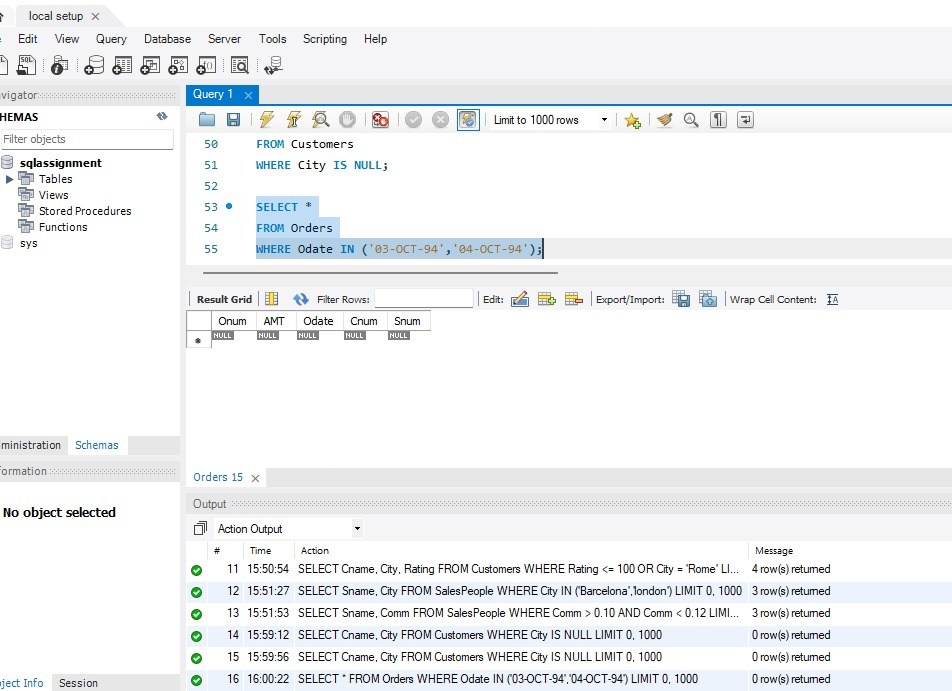 local setup
Edit View Query Database Server Tools Scripting Help
vigator
Query 1
HEMAS
Limit to 1000 rows
Filter objects
sqlassignment
Tables
Views
Stored Procedures
Functions
sys
50 FROM Customers
51 WHERE City IS NULL;
52
53 SELECT *
54 FROM Orders
55 WHERE Odate IN ('03-OCT-94','04-OCT-94');
Result Grid Filter Rows: Edit: Export/Import: Wrap Cell Content:
Onum AMT Odate Cnum Snum
NULL NULL NULL NULL NULL
ministration Schemas
formation
No object selected
Orders 15
Output
Action Output
# Time Action Message
11 15:50:54 SELECT Cname, City, Rating FROM Customers WHERE Rating <= 100 OR City = 'Rome' LI... 4 row(s) returned
12 15:51:27 SELECT Sname, City FROM SalesPeople WHERE City IN ('Barcelona','london') LIMIT 0, 1000 3 row(s) returned
13 15:51:53 SELECT Sname, Comm FROM SalesPeople WHERE Comm > 0.10 AND Comm < 0.12 LIMI... 3 row(s) returned
14 15:59:12 SELECT Cname, City FROM Customers WHERE City IS NULL LIMIT 0, 1000 0 row(s) returned
15 15:59:56 SELECT Cname, City FROM Customers WHERE City IS NULL LIMIT 0, 1000 0 row(s) returned
16 16:00:22 SELECT * FROM Orders WHERE Odate IN ('03-OCT-94','04-OCT-94') LIMIT 0, 1000 0 row(s) returned
ject Info Session